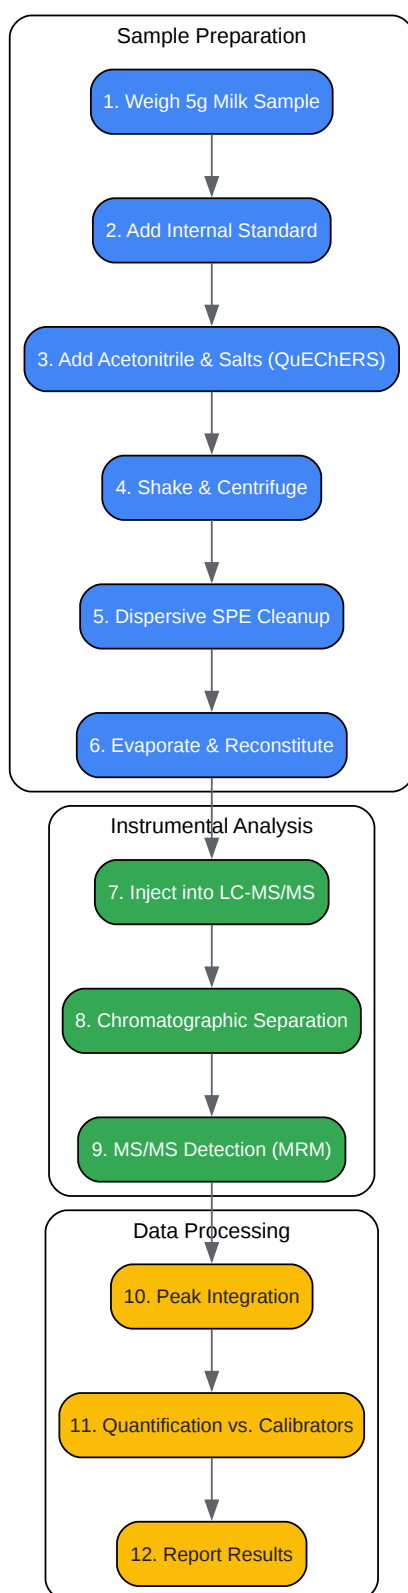 Sample Preparation
1. Weigh 5g Milk Sample
2. Add Internal Standard
3. Add Acetonitrile & Salts (QuEChERS)
4. Shake & Centrifuge
5. Dispersive SPE Cleanup
6. Evaporate & Reconstitute
Instrumental Analysis
7. Inject into LC-MS/MS
8. Chromatographic Separation
9. MS/MS Detection (MRM)
Data Processing
10. Peak Integration
11. Quantification vs. Calibrators
12. Report Results